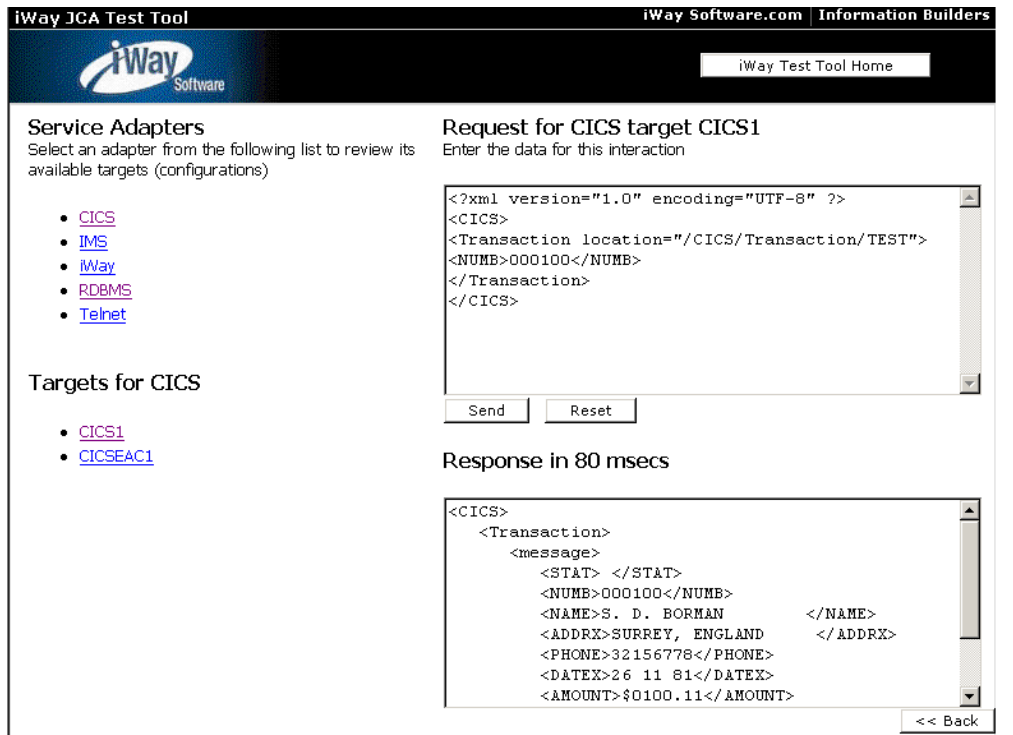 iWay JCA Test Tool
iWay Software.com | Information Builders
iWay
Software
iWay Test Tool Home
Service Adapters
Select an adapter from the following list to review its
available targets (configurations)
CICS
IMS
iWay
RDBMS
Telnet
Targets for CICS
CICS1
CICSEAC1
Request for CICS target CICS1
Enter the data for this interaction
<?xml version="1.0" encoding="UTF-8" ?>
<CICS>
<Transaction location="/CICS/Transaction/TEST">
<NUMB>000100</NUMB>
</Transaction>
</CICS>
Send
Reset
Response in 80 msecs
<CICS>
<Transaction>
<message>
<STAT> </STAT>
<NUMB>000100</NUMB>
<NAME>S. D. BORMAN        </NAME>
<ADDRX>SURREY, ENGLAND     </ADDRX>
<PHONE>32156778</PHONE>
<DATEX>26 11 81</DATEX>
<AMOUNT>$0100.11</AMOUNT>
<< Back